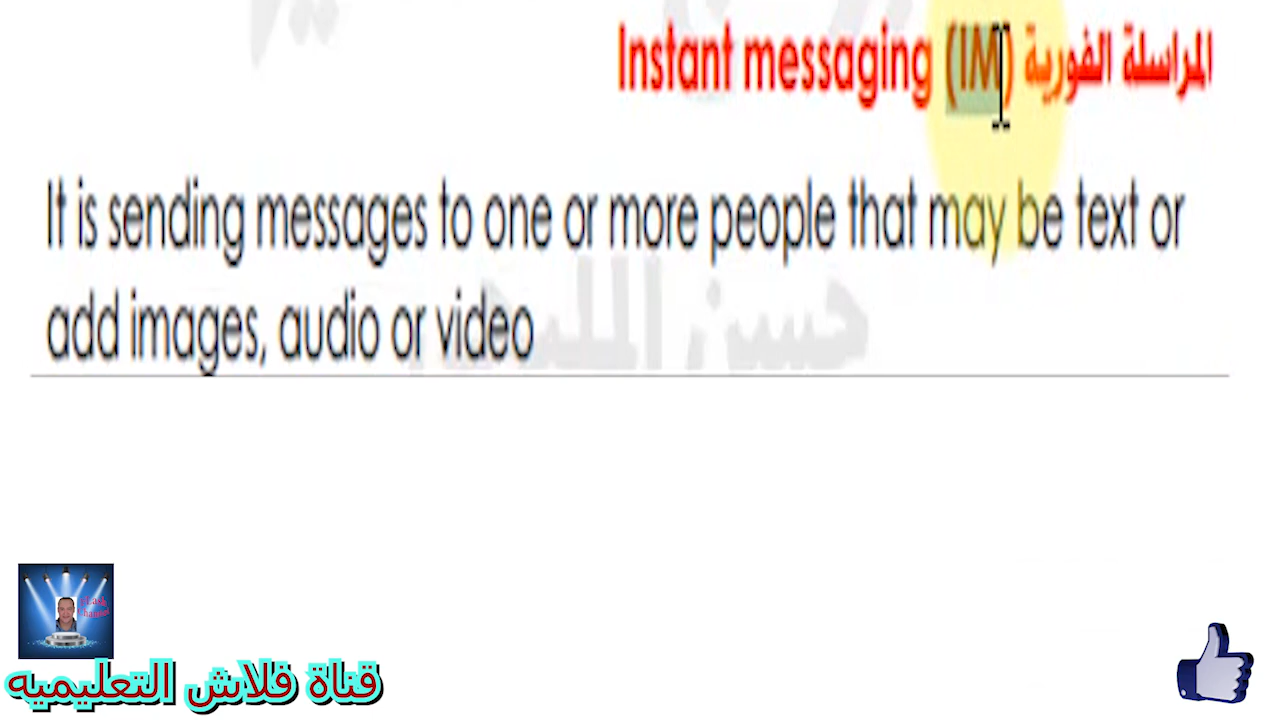 Instant messaging (IM) المراسلة الفورية
It is sending messages to one or more people that may be text or
add images, audio or video
قناة فلاش التعليميه